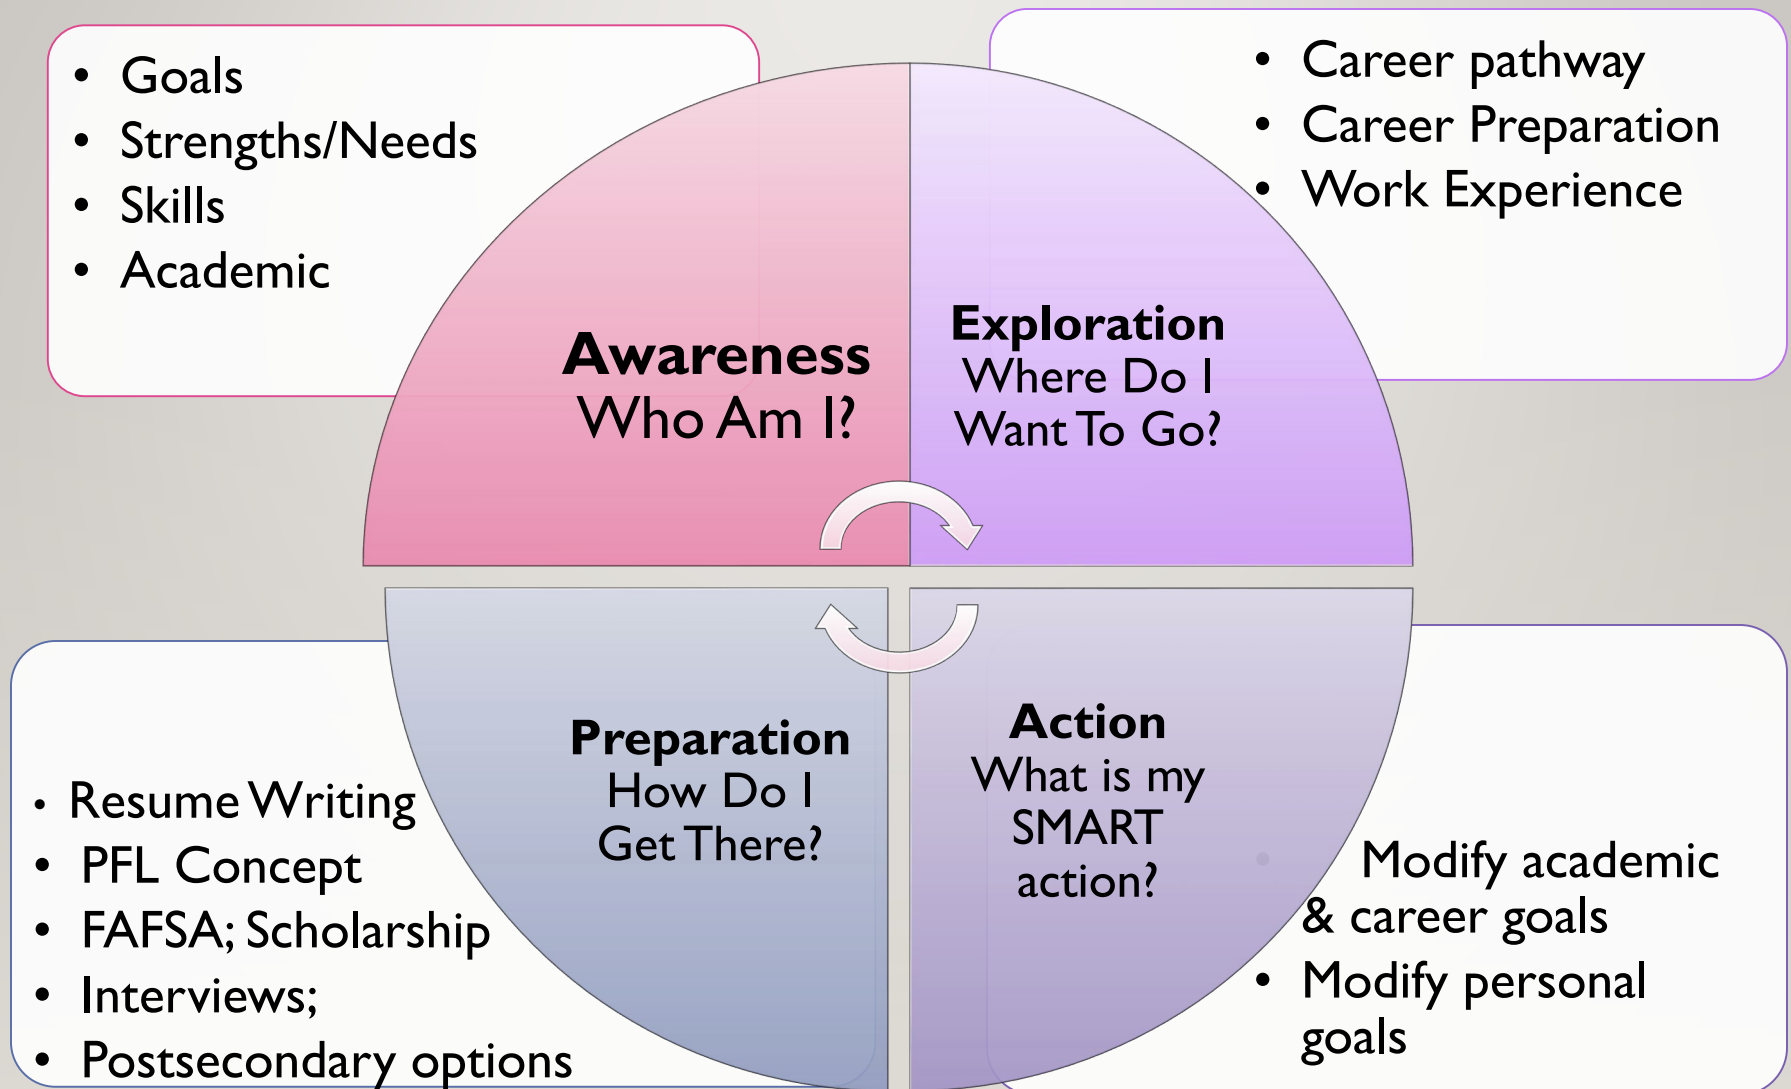 • Goals
• Strengths/Needs
• Skills
• Academic
Awareness
Who Am I?
• Career pathway
• Career Preparation
• Work Experience
Exploration
Where Do I
Want To Go?
Preparation
How Do I
Get There?
• Resume Writing
• PFL Concept
• FAFSA; Scholarship
• Interviews;
• Postsecondary options
Action
What is my
SMART
action?
• Modify academic
& career goals
• Modify personal
goals